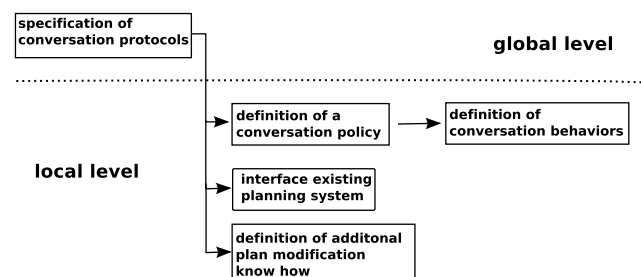 specification of
conversation protocols
global level
definition of a
conversation policy
definition of
conversation behaviors
local level
interface existing
planning system
definition of additonal
plan modification
know how